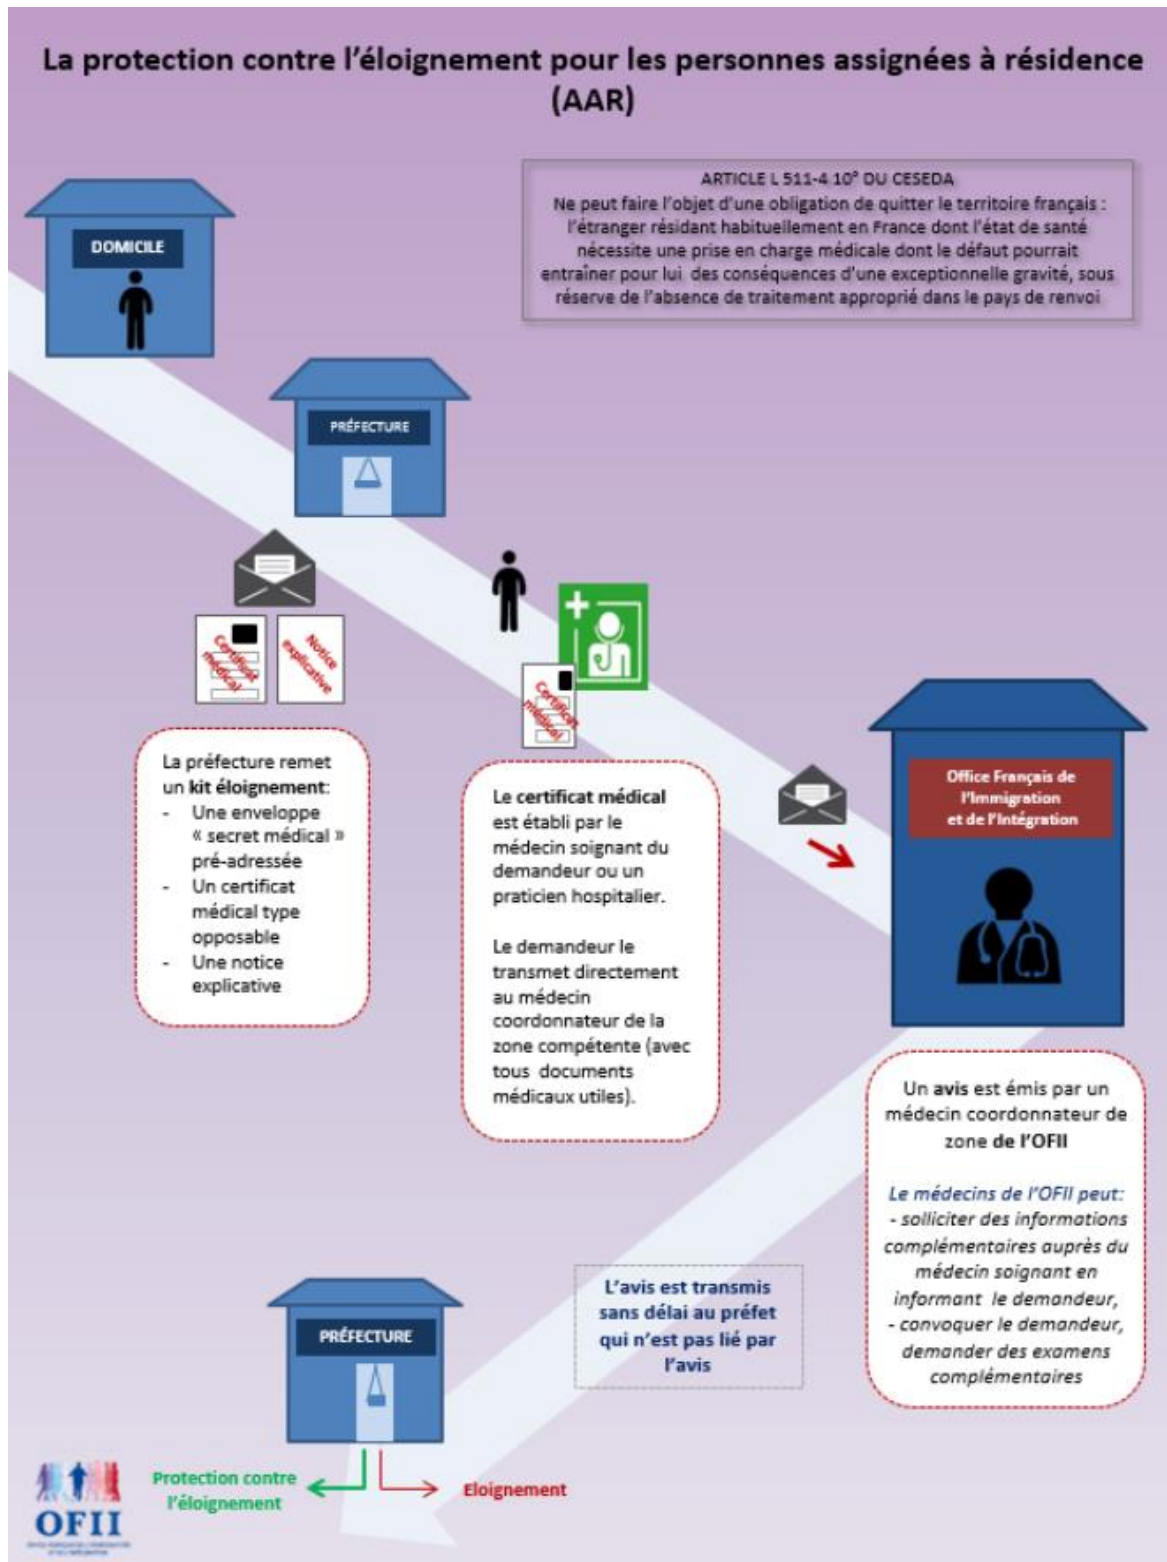 La protection contre l'éloignement pour les personnes assignées à résidence
(AAR)
ARTICLE L 511-4 10° DU CESEDA
Ne peut faire l'objet d'une obligation de quitter le territoire français :
l'étranger résidant habituellement en France dont l'état de santé
nécessite une prise en charge médicale dont le défaut pourrait
entraîner pour lui des conséquences d'une exceptionnelle gravité, sous
réserve de l'absence de traitement approprié dans le pays de renvoi
DOMICILE
PRÉFECTURE
Certificat
médical
Notice
explicative
La préfecture remet
un kit éloignement:
- Une enveloppe
« secret médical »
pré-adressée
- Un certificat
médical type
opposable
- Une notice
explicative
Certificat
médical
Le certificat médical
est établi par le
médecin soignant du
demandeur ou un
praticien hospitalier.
Le demandeur le
transmet directement
au médecin
coordonnateur de la
zone compétente (avec
tous documents
médicaux utiles).
Office Français de
l'Immigration
et de l'Intégration
Un avis est émis par un
médecin coordonnateur de
zone de l'OFII
Le médecins de l'OFII peut:
- solliciter des informations
complémentaires auprès du
médecin soignant en
informant le demandeur,
- convoquer le demandeur,
demander des examens
complémentaires
L'avis est transmis
sans délai au préfet
qui n'est pas lié par
l'avis
PRÉFECTURE
Protection contre
l'éloignement
Eloignement
OFII